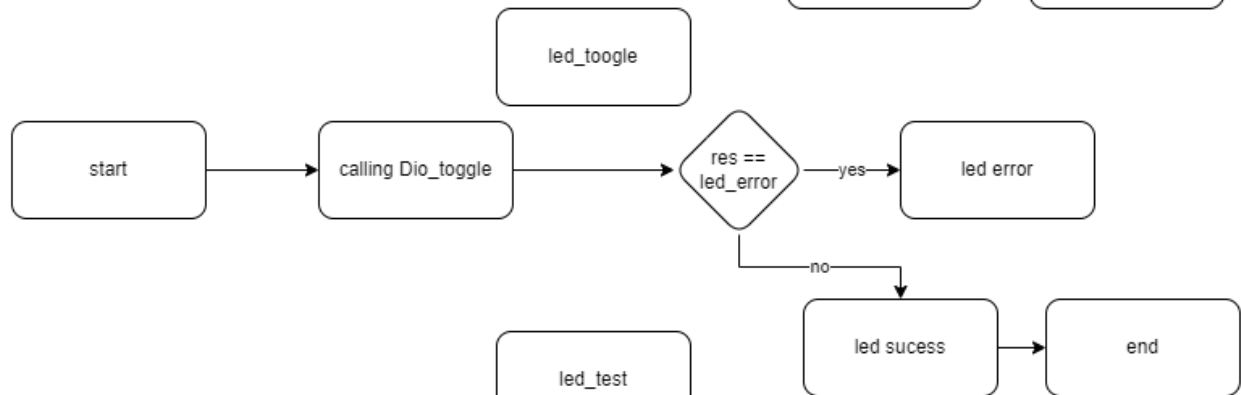 led_toogle
start
calling Dio_toggle
res ==
led_error
yes
led error
no
led sucess
end
led_test